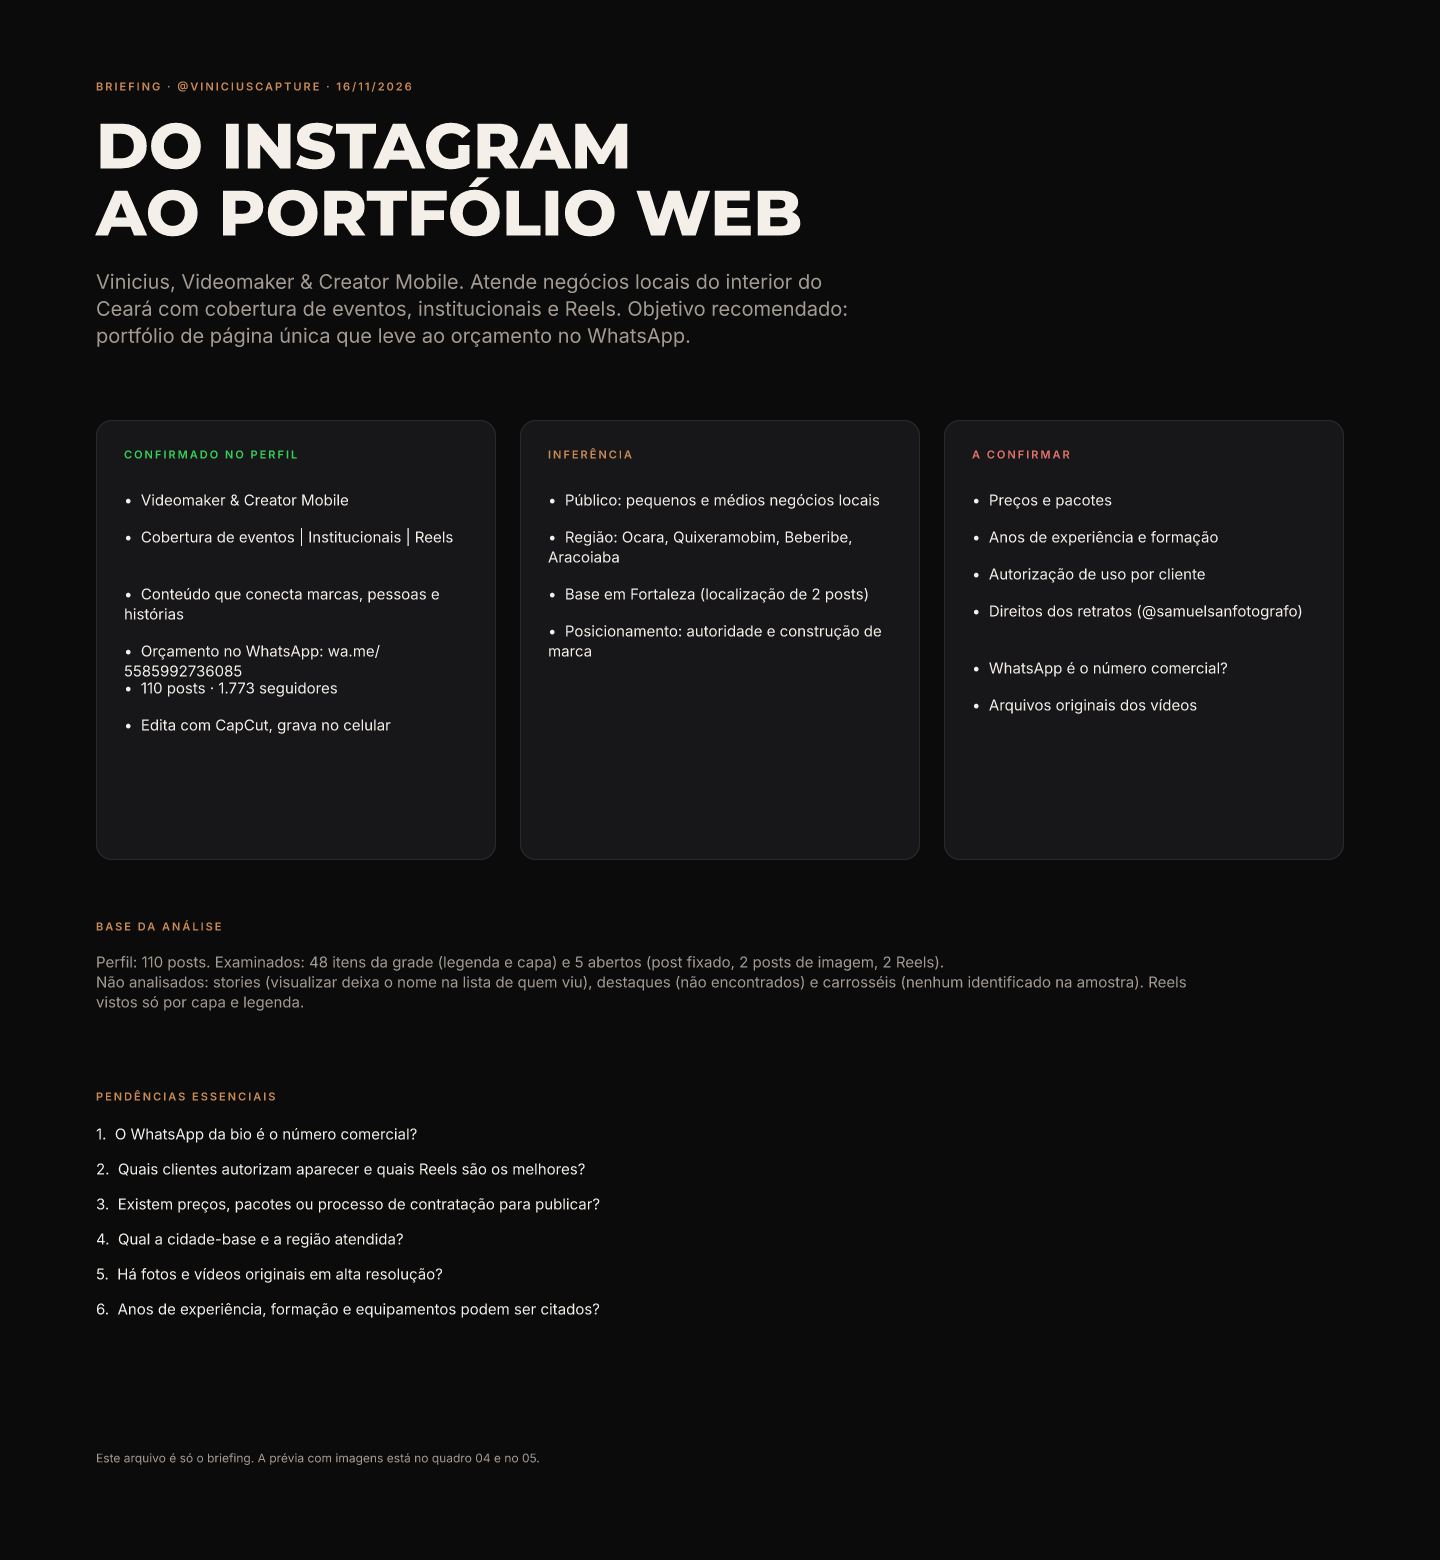 BRIEFING · @VINICIUSCAPTURE · 16/11/2026
DO INSTAGRAM
AO PORTFÓLIO WEB
Vinicius, Videomaker & Creator Mobile. Atende negócios locais do interior do
Ceará com cobertura de eventos, institucionais e Reels. Objetivo recomendado:
portfólio de página única que leve ao orçamento no WhatsApp.
CONFIRMADO NO PERFIL
• Videomaker & Creator Mobile
• Cobertura de eventos | Institucionais | Reels
• Conteúdo que conecta marcas, pessoas e
histórias
• Orçamento no WhatsApp: wa.me/
5585992736085
• 110 posts · 1.773 seguidores
• Edita com CapCut, grava no celular
INFERÊNCIA
• Público: pequenos e médios negócios locais
• Região: Ocara, Quixeramobim, Beberibe,
Aracoiaba
• Base em Fortaleza (localização de 2 posts)
• Posicionamento: autoridade e construção de
marca
A CONFIRMAR
• Preços e pacotes
• Anos de experiência e formação
• Autorização de uso por cliente
• Direitos dos retratos (@samuelsanfotografo)
• WhatsApp é o número comercial?
• Arquivos originais dos vídeos
BASE DA ANÁLISE
Perfil: 110 posts. Examinados: 48 itens da grade (legenda e capa) e 5 abertos (post fixado, 2 posts de imagem, 2 Reels).
Não analisados: stories (visualizar deixa o nome na lista de quem viu), destaques (não encontrados) e carrosséis (nenhum identificado na amostra). Reels
vistos só por capa e legenda.
PENDÊNCIAS ESSENCIAIS
1. O WhatsApp da bio é o número comercial?
2. Quais clientes autorizam aparecer e quais Reels são os melhores?
3. Existem preços, pacotes ou processo de contratação para publicar?
4. Qual a cidade-base e a região atendida?
5. Há fotos e vídeos originais em alta resolução?
6. Anos de experiência, formação e equipamentos podem ser citados?
Este arquivo é só o briefing. A prévia com imagens está no quadro 04 e no 05.